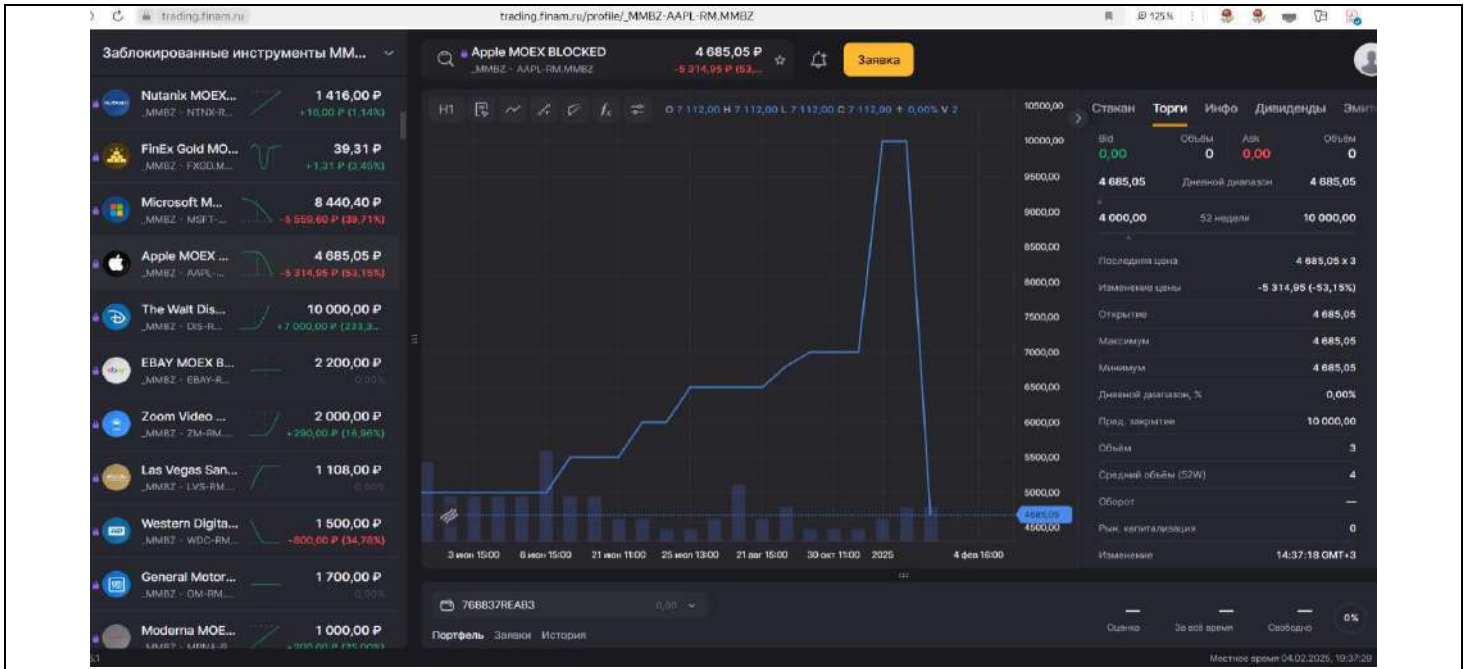 trading.finam.ru
trading.finam.ru/profile/_MMBZ-AAPL-RM.MMBZ
125%
Заблокированные инструменты ММ...
Nutanix MOEX...
1 416,00 ₽
_MMBZ · NTNX-R...
+16,00 ₽ (1,14%)
FinEx Gold MO...
39,31 ₽
_MMBZ · FXGD.M...
+1,31 ₽ (3,45%)
Microsoft M...
8 440,40 ₽
_MMBZ · MSFT-...
-5 559,60 ₽ (39,71%)
Apple MOEX ...
4 685,05 ₽
_MMBZ · AAPL-...
-5 314,95 ₽ (53,15%)
The Walt Dis...
10 000,00 ₽
_MMBZ · DIS-R...
+7 000,00 ₽ (233,3...
EBAY MOEX B...
2 200,00 ₽
_MMBZ · EBAY-R...
0,00%
Zoom Video ...
2 000,00 ₽
_MMBZ · ZM-RM....
+290,00 ₽ (16,96%)
Las Vegas San...
1 108,00 ₽
_MMBZ · LVS-RM....
0,00%
Western Digita...
1 500,00 ₽
_MMBZ · WDC-RM...
-800,00 ₽ (34,78%)
General Motor...
1 700,00 ₽
_MMBZ · GM-RM....
0,00%
Moderna MOE...
1 000,00 ₽
_MMBZ · MRNA-R...
+200,00 ₽ (25,00%)
Apple MOEX BLOCKED
4 685,05 ₽
_MMBZ · AAPL-RM.MMBZ
-5 314,95 ₽ (53,...
Заявка
H1
O 7 112,00 H 7 112,00 L 7 112,00 C 7 112,00 + 0,00% V 2
10500,00
10000,00
9500,00
9000,00
8500,00
8000,00
7500,00
7000,00
6500,00
6000,00
5500,00
5000,00
4685,05
4500,00
3 июн 15:00 6 июн 15:00 21 июн 11:00 25 июл 13:00 21 авг 15:00 30 окт 11:00 2025 4 фев 16:00
Стакан Торги Инфо Дивиденды Эмит
Bid Объём Ask Объём
0,00 0 0,00 0
4 685,05 Дневной диапазон 4 685,05
4 000,00 52 недели 10 000,00
Последняя цена 4 685,05 x 3
Изменение цены -5 314,95 (-53,15%)
Открытие 4 685,05
Максимум 4 685,05
Минимум 4 685,05
Дневной диапазон, % 0,00%
Пред. закрытие 10 000,00
Объём 3
Средний объём (52W) 4
Оборот —
Рын. капитализация 0
Изменение 14:37:18 GMT+3
768837REAB3 0,00
Портфель Заявки История
— — — 0%
Оценка За всё время Свободно
5.1
Местное время 04.02.2025, 19:37:29